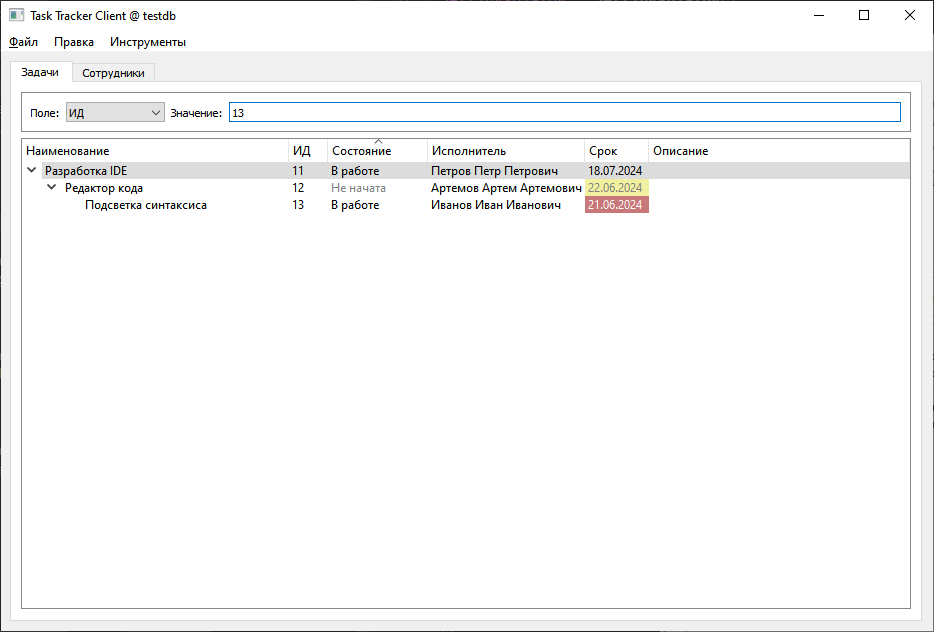 Task Tracker Client @ testdb
Файл Правка Инструменты
Задачи Сотрудники
Поле: ИД Значение: 13
Наименование ИД Состояние Исполнитель Срок Описание
Разработка IDE 11 В работе Петров Петр Петрович 18.07.2024
Редактор кода 12 Не начата Артемов Артем Артемович 22.06.2024
Подсветка синтаксиса 13 В работе Иванов Иван Иванович 21.06.2024